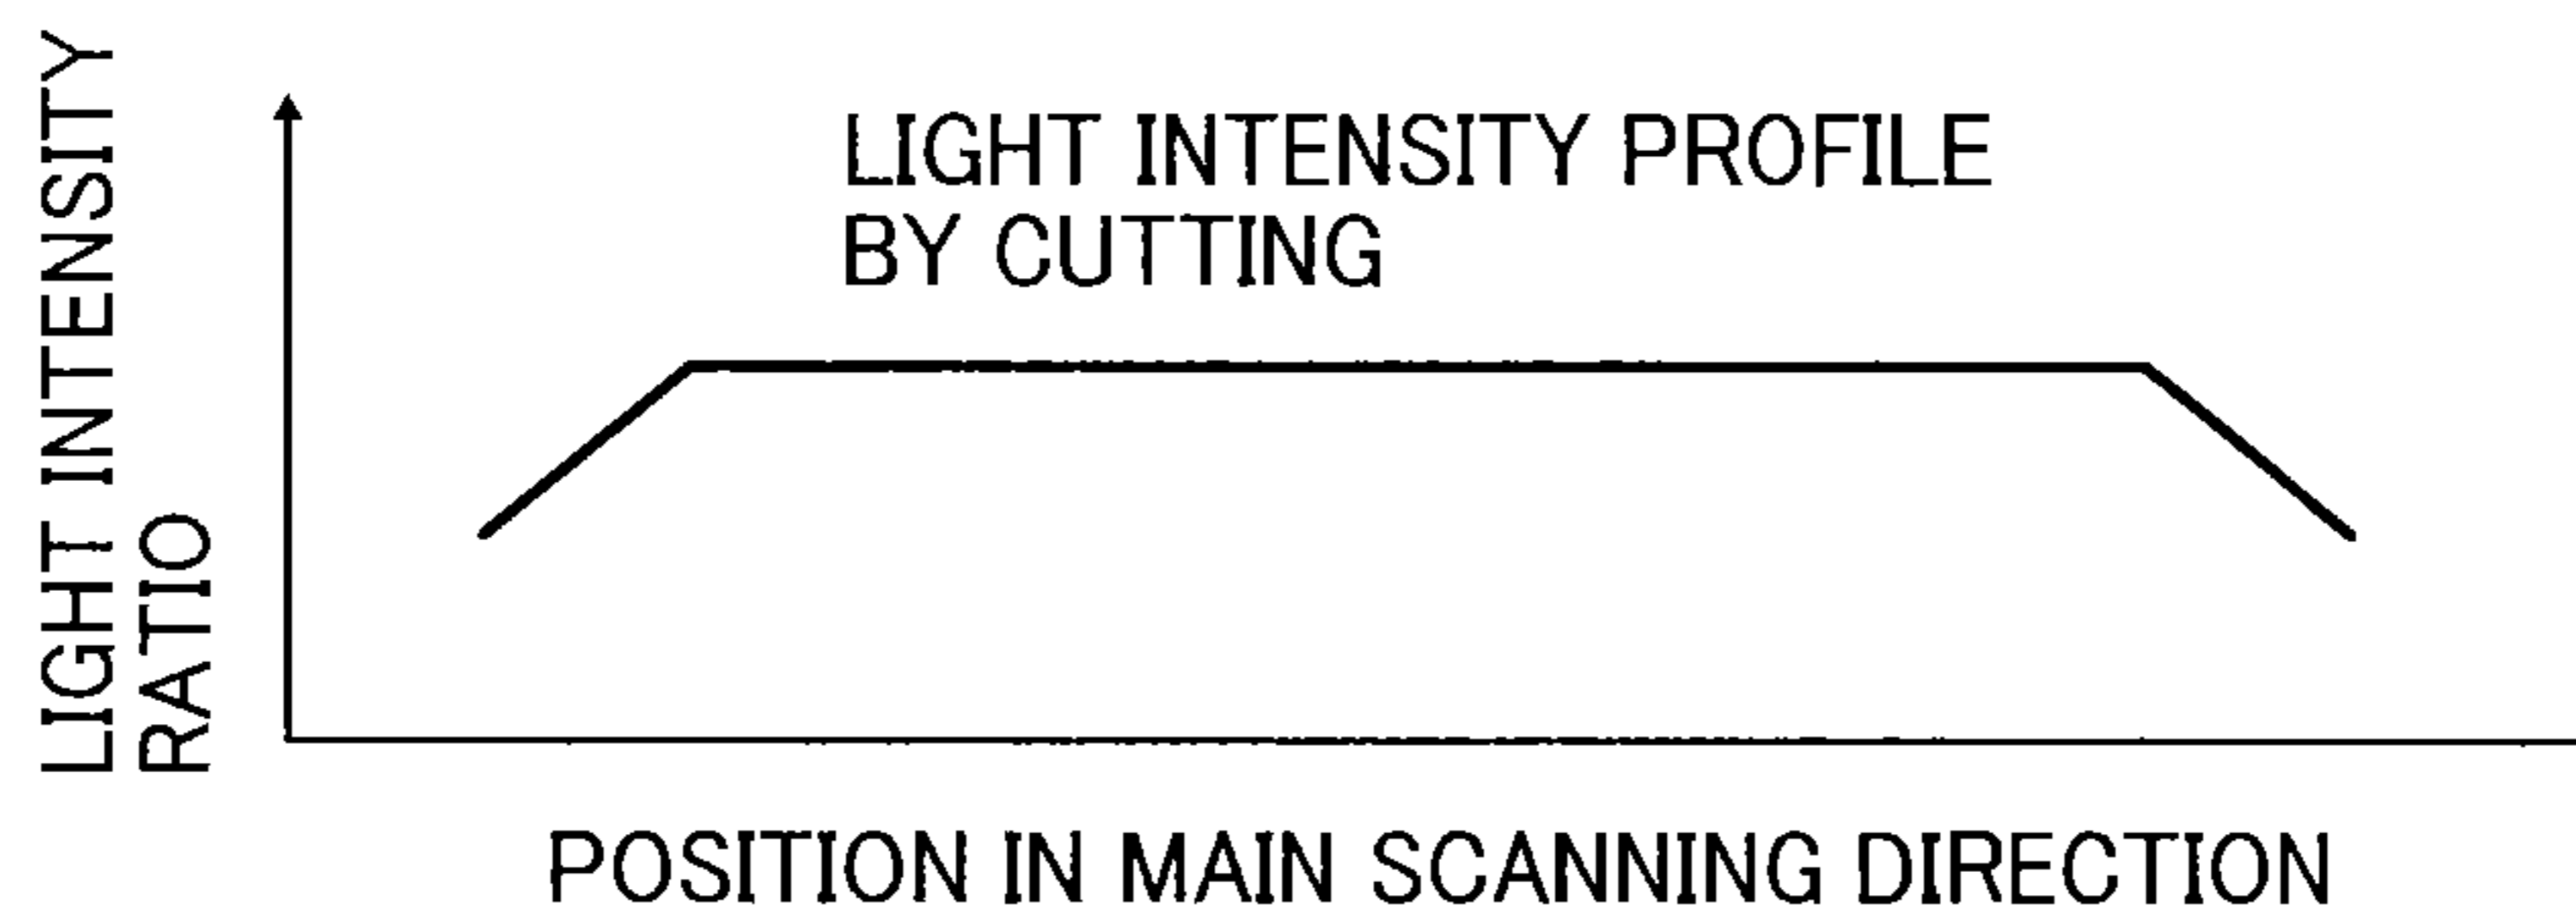 LIGHT INTENSITY
RATIO
LIGHT INTENSITY PROFILE
BY CUTTING
POSITION IN MAIN SCANNING DIRECTION